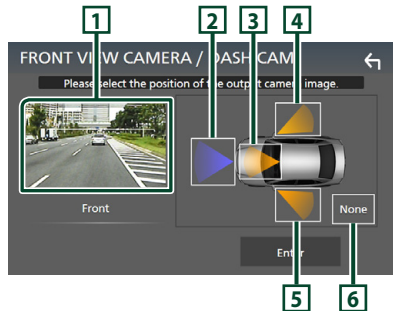 1 2 3 4
FRONT VIEW CAMERA / DASH CAM
Please select the position of the output camera image.
Front
None
Enter
5 6